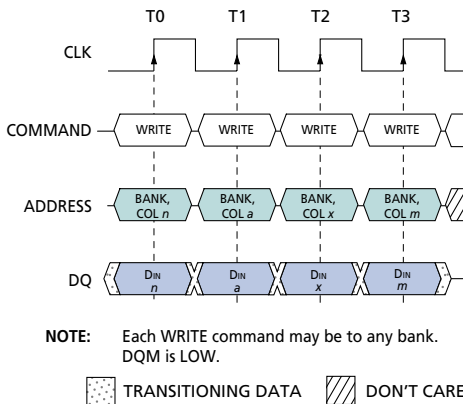 T0 T1 T2 T3
CLK
COMMAND WRITE WRITE WRITE WRITE
ADDRESS BANK, COL n BANK, COL a BANK, COL x BANK, COL m
DQ DIN n DIN a DIN x DIN m
NOTE: Each WRITE command may be to any bank.
DQM is LOW.
TRANSITIONING DATA DON'T CARE